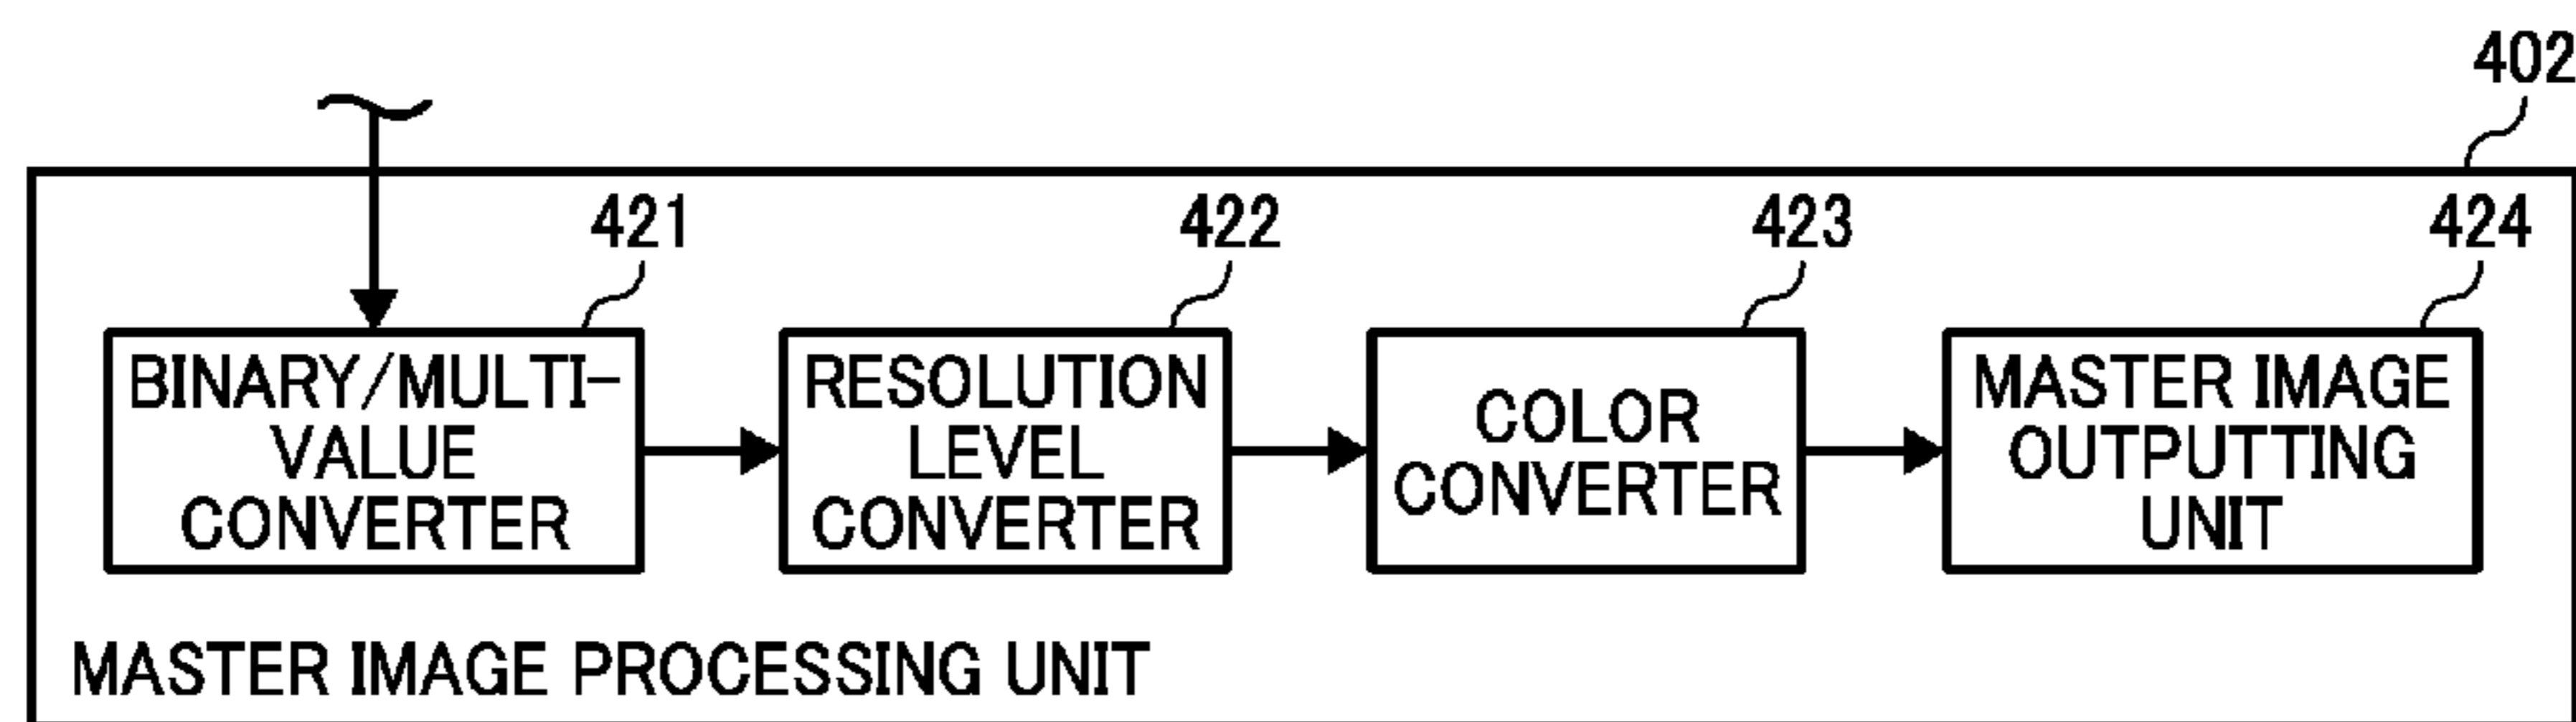 402
421
422
423
424
BINARY/MULTI-
VALUE
CONVERTER
RESOLUTION
LEVEL
CONVERTER
COLOR
CONVERTER
MASTER IMAGE
OUTPUTTING
UNIT
MASTER IMAGE PROCESSING UNIT